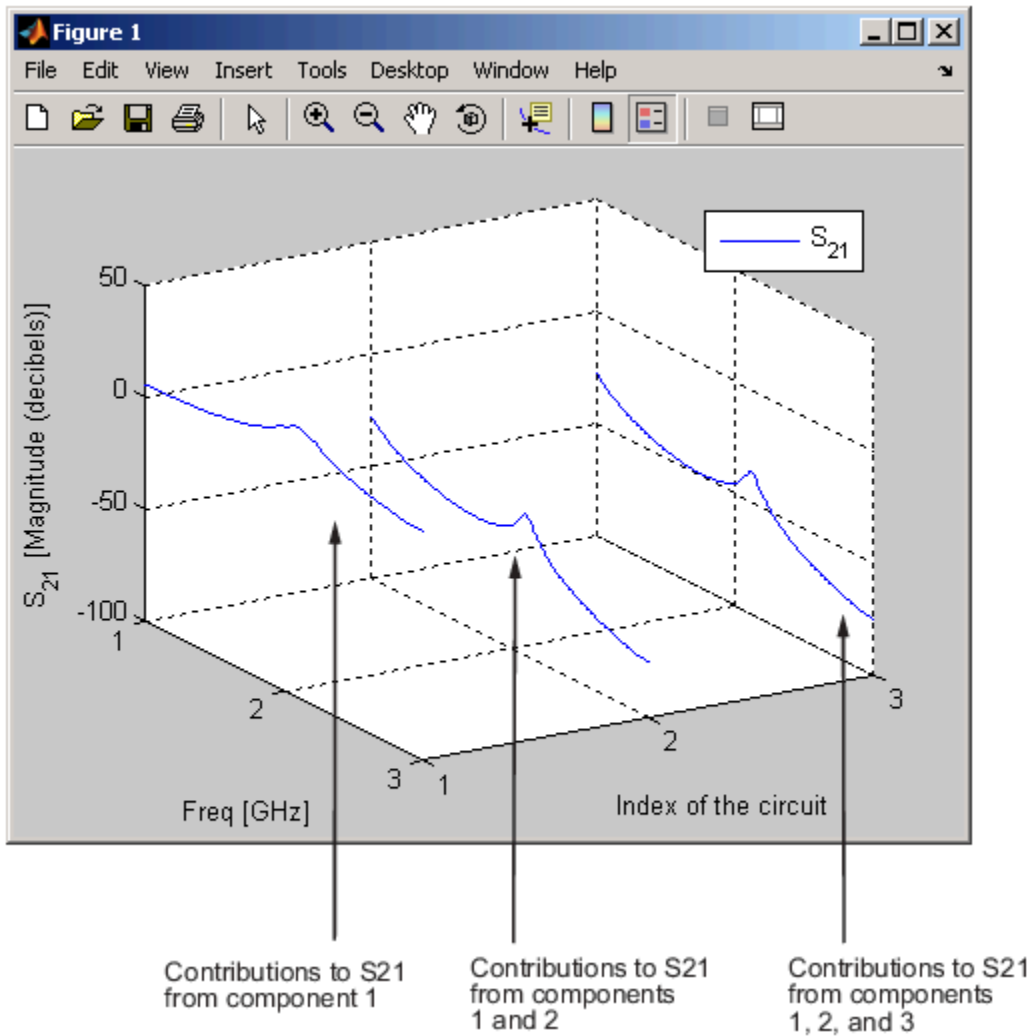 Figure 1
File Edit View Insert Tools Desktop Window Help
S21
50
0
-50
-100
S21 [Magnitude (decibels)]
1
2
3
Freq [GHz]
1
2
3
Index of the circuit
Contributions to S21
from component 1
Contributions to S21
from components
1 and 2
Contributions to S21
from components
1, 2, and 3